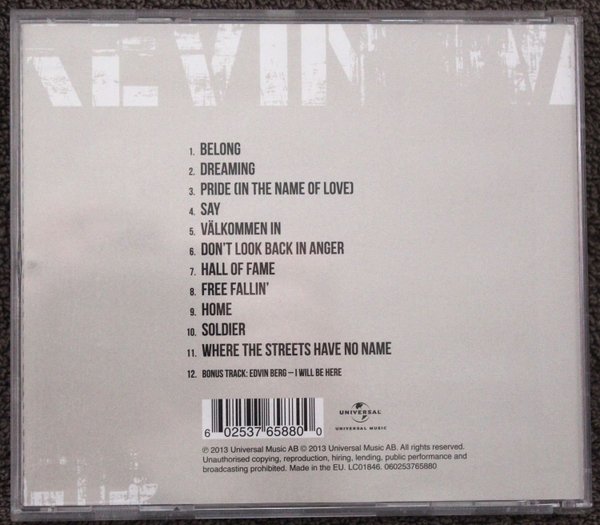 KEVIN WA
1. BELONG
2. DREAMING
3. PRIDE (IN THE NAME OF LOVE)
4. SAY
5. VÄLKOMMEN IN
6. DON'T LOOK BACK IN ANGER
7. HALL OF FAME
8. FREE FALLIN'
9. HOME
10. SOLDIER
11. WHERE THE STREETS HAVE NO NAME
12. BONUS TRACK: EDVIN BERG – I WILL BE HERE
UNIVERSAL
UNIVERSAL MUSIC
6 02537 65880 0
℗ 2013 Universal Music AB © 2013 Universal Music AB. All rights reserved.
Unauthorised copying, reproduction, hiring, lending, public performance and
broadcasting prohibited. Made in the EU. LC01846. 060253765880